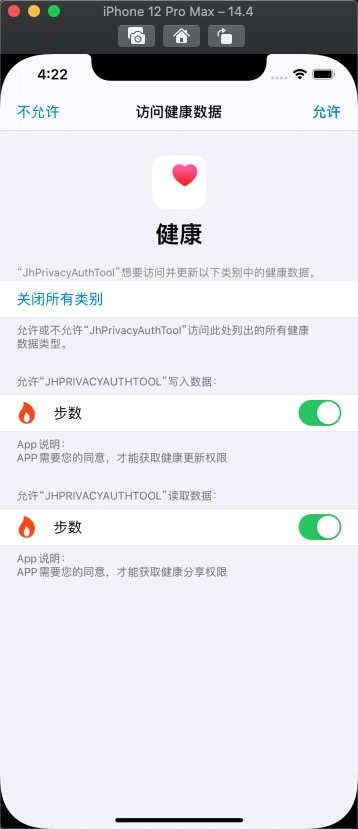 iPhone 12 Pro Max – 14.4
4:22
不允许 访问健康数据 允许
健康
“JhPrivacyAuthTool”想要访问并更新以下类别中的健康数据。
关闭所有类别
允许或不允许“JhPrivacyAuthTool”访问此处列出的所有健康
数据类型。
允许“JHPRIVACYAUTHTOOL”写入数据：
步数
App 说明：
APP 需要您的同意，才能获取健康更新权限
允许“JHPRIVACYAUTHTOOL”读取数据：
步数
App 说明：
APP 需要您的同意，才能获取健康分享权限